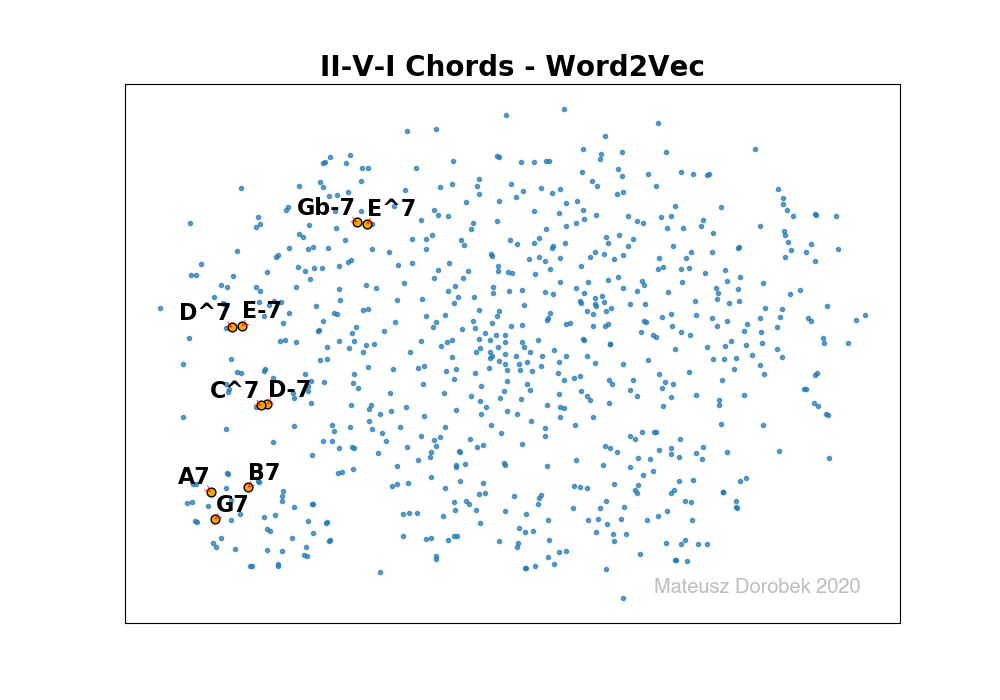 II-V-I Chords - Word2Vec
Gb-7 E^7
D^7 E-7
C^7 D-7
A7 B7
G7
Mateusz Dorobek 2020